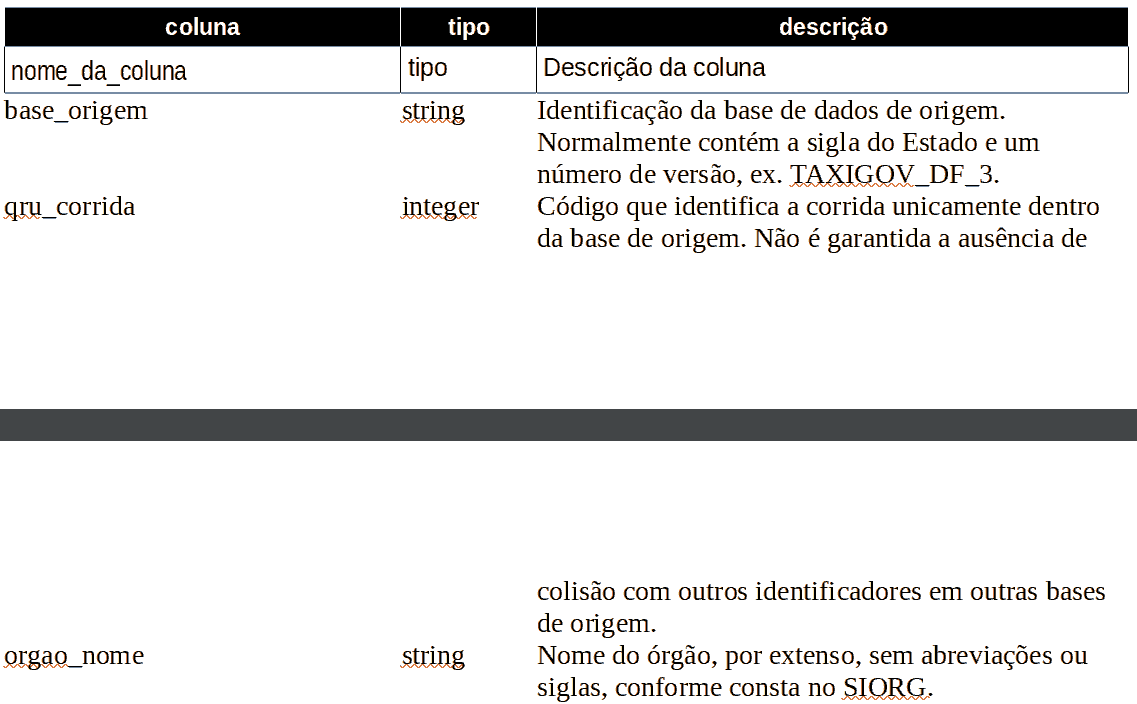 coluna tipo descrição
nome_da_coluna tipo Descrição da coluna
base_origem string Identificação da base de dados de origem.
Normalmente contém a sigla do Estado e um
número de versão, ex. TAXIGOV_DF_3.
qru_corrida integer Código que identifica a corrida unicamente dentro
da base de origem. Não é garantida a ausência de
colisão com outros identificadores em outras bases
de origem.
orgao_nome string Nome do órgão, por extenso, sem abreviações ou
siglas, conforme consta no SIORG.